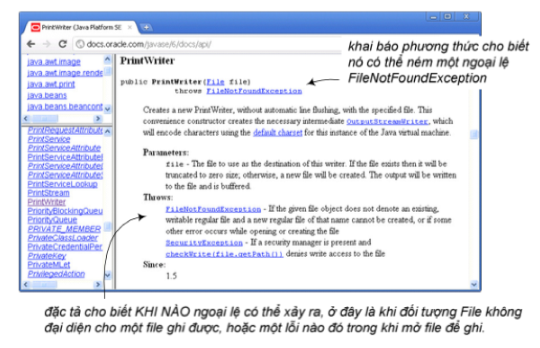 PrintWriter (Java Platform SE
docs.oracle.com/javase/6/docs/api/
khai báo phương thức cho biết
nó có thể ném một ngoại lệ
FileNotFoundException
java.awt.image
java.awt.image.rende
java.awt.print
java.beans
java.beans.beancont
PrintRequestAttribut
PrintService
PrintServiceAttribute
PrintServiceAttribute
PrintServiceAttribute
PrintServiceLookup
PrintStream
PrintWriter
PriorityBlockingQueu
PriorityQueue
PRIVATE_MEMBER
PrivateClassLoader
PrivateCredentialPer
PrivateKey
PrivateMLet
PrivilegedAction
PrintWriter
public PrintWriter(File file)
throws FileNotFoundException
Creates a new PrintWriter, without automatic line flushing, with the specified file. This
convenience constructor creates the necessary intermediate OutputStreamWriter, which
will encode characters using the default charset for this instance of the Java virtual machine.
Parameters:
file - The file to use as the destination of this writer. If the file exists then it will be
truncated to zero size; otherwise, a new file will be created. The output will be written
to the file and is buffered.
Throws:
FileNotFoundException - If the given file object does not denote an existing,
writable regular file and a new regular file of that name cannot be created, or if some
other error occurs while opening or creating the file
SecurityException - If a security manager is present and
checkWrite(file.getPath()) denies write access to the file
Since:
1.5
đặc tả cho biết KHI NÀO ngoại lệ có thể xảy ra, ở đây là khi đối tượng File không
đại diện cho một file ghi được, hoặc một lỗi nào đó trong khi mở file để ghi.